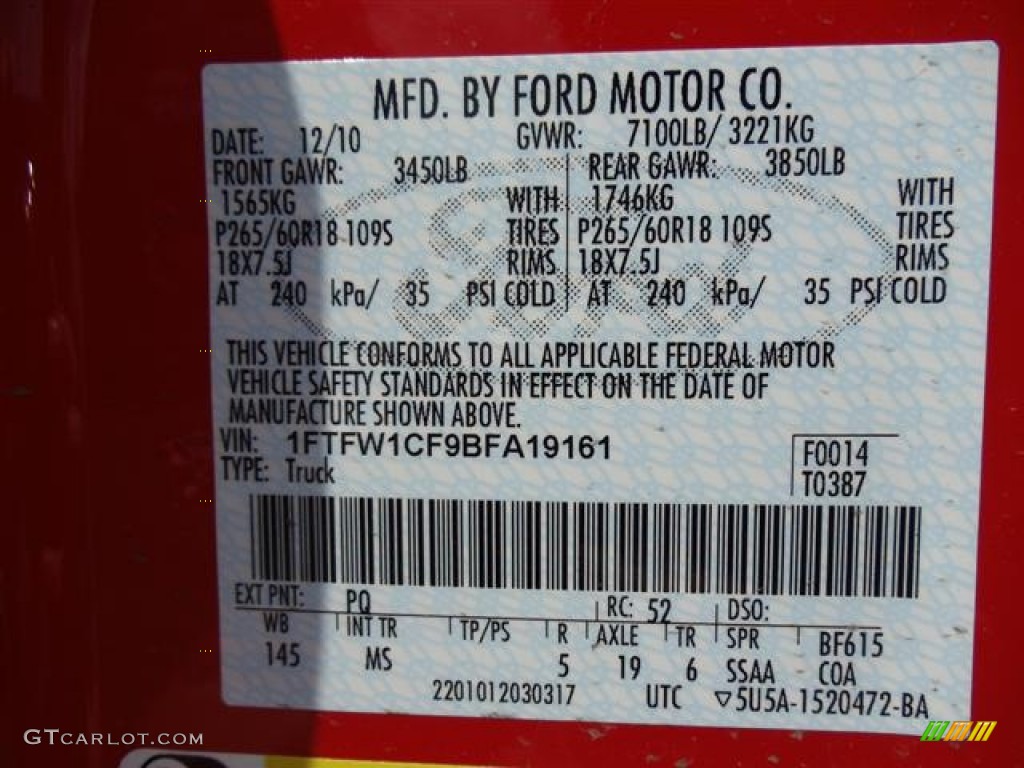 MFD. BY FORD MOTOR CO.
DATE: 12/10 GVWR: 7100LB/ 3221KG
FRONT GAWR: 3450LB REAR GAWR: 3850LB
1565KG WITH 1746KG WITH
P265/60R18 109S TIRES P265/60R18 109S TIRES
18X7.5J RIMS 18X7.5J RIMS
AT 240 kPa/ 35 PSI COLD AT 240 kPa/ 35 PSI COLD
THIS VEHICLE CONFORMS TO ALL APPLICABLE FEDERAL MOTOR
VEHICLE SAFETY STANDARDS IN EFFECT ON THE DATE OF
MANUFACTURE SHOWN ABOVE.
VIN: 1FTFW1CF9BFA19161 F0014
TYPE: Truck T0387
EXT PNT: PQ RC: 52 DSO:
WB INT TR TP/PS R AXLE TR SPR BF615
145 MS 5 19 6 SSAA COA
2201012030317 UTC ▽5U5A-1520472-BA
GTCARLOT.COM